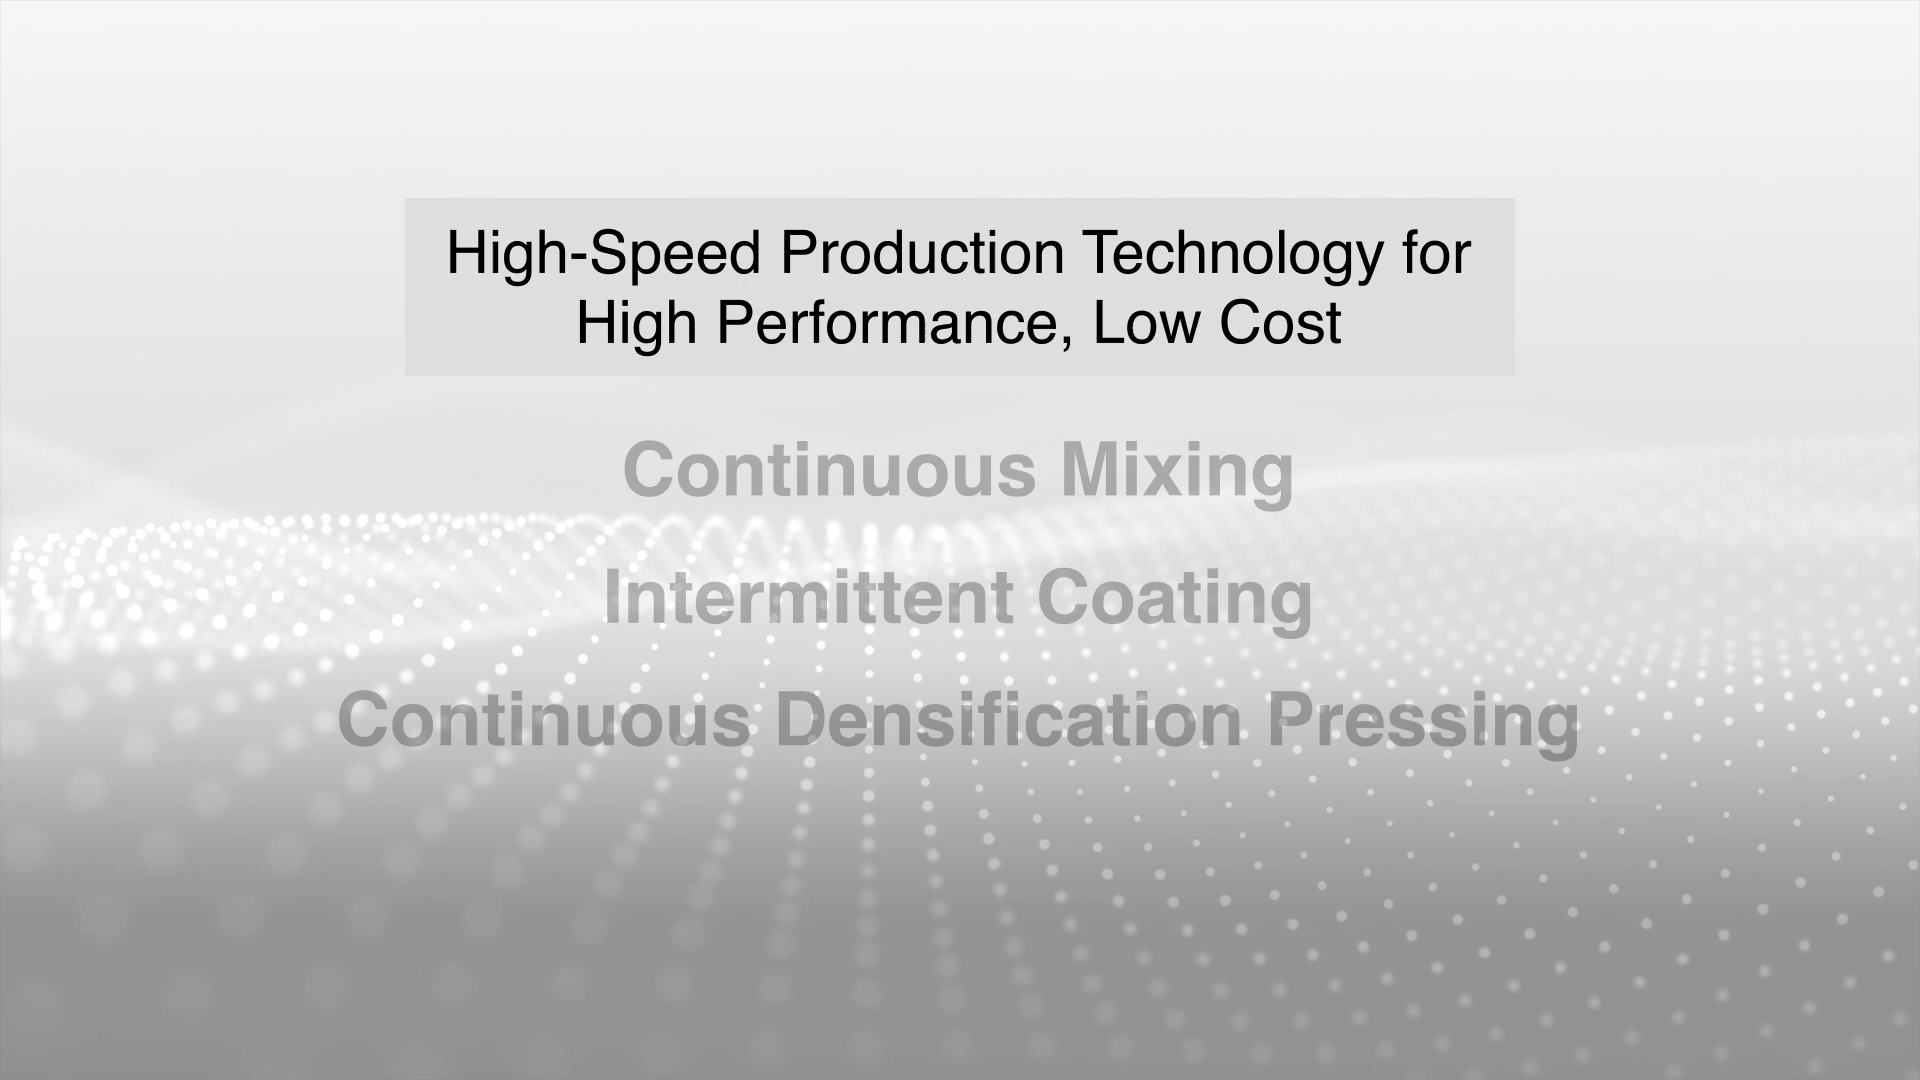 High-Speed Production Technology for
High Performance, Low Cost
Continuous Mixing
Intermittent Coating
Continuous Densification Pressing